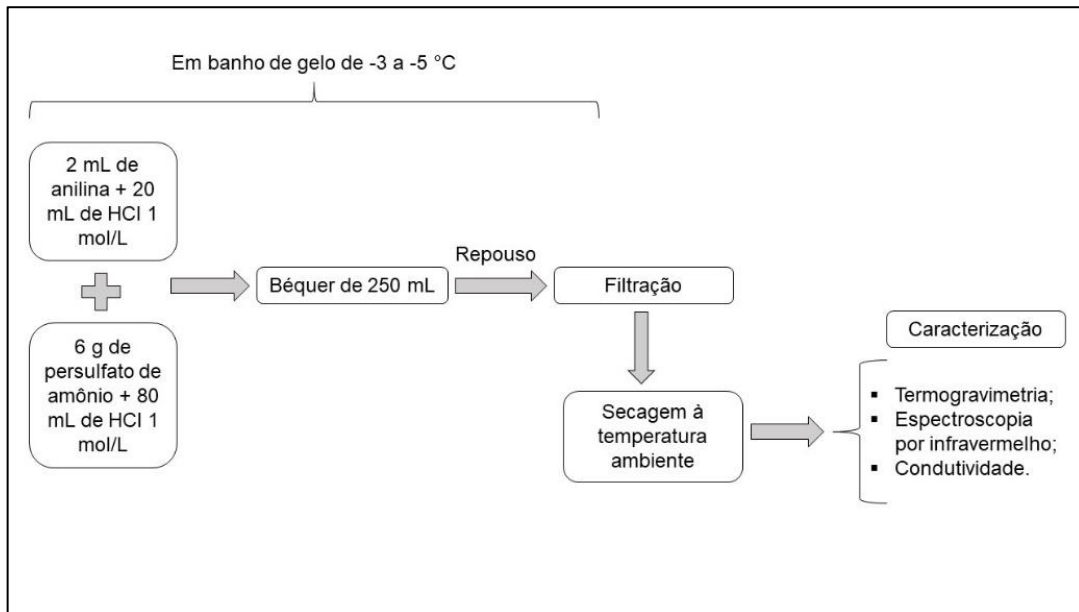 Em banho de gelo de -3 a -5 °C
2 mL de
anilina + 20
mL de HCl 1
mol/L
6 g de
persulfato de
amônio + 80
mL de HCl 1
mol/L
Béquer de 250 mL
Repouso
Filtração
Secagem à
temperatura
ambiente
Caracterização
▪ Termogravimetria;
▪ Espectroscopia
por infravermelho;
▪ Condutividade.